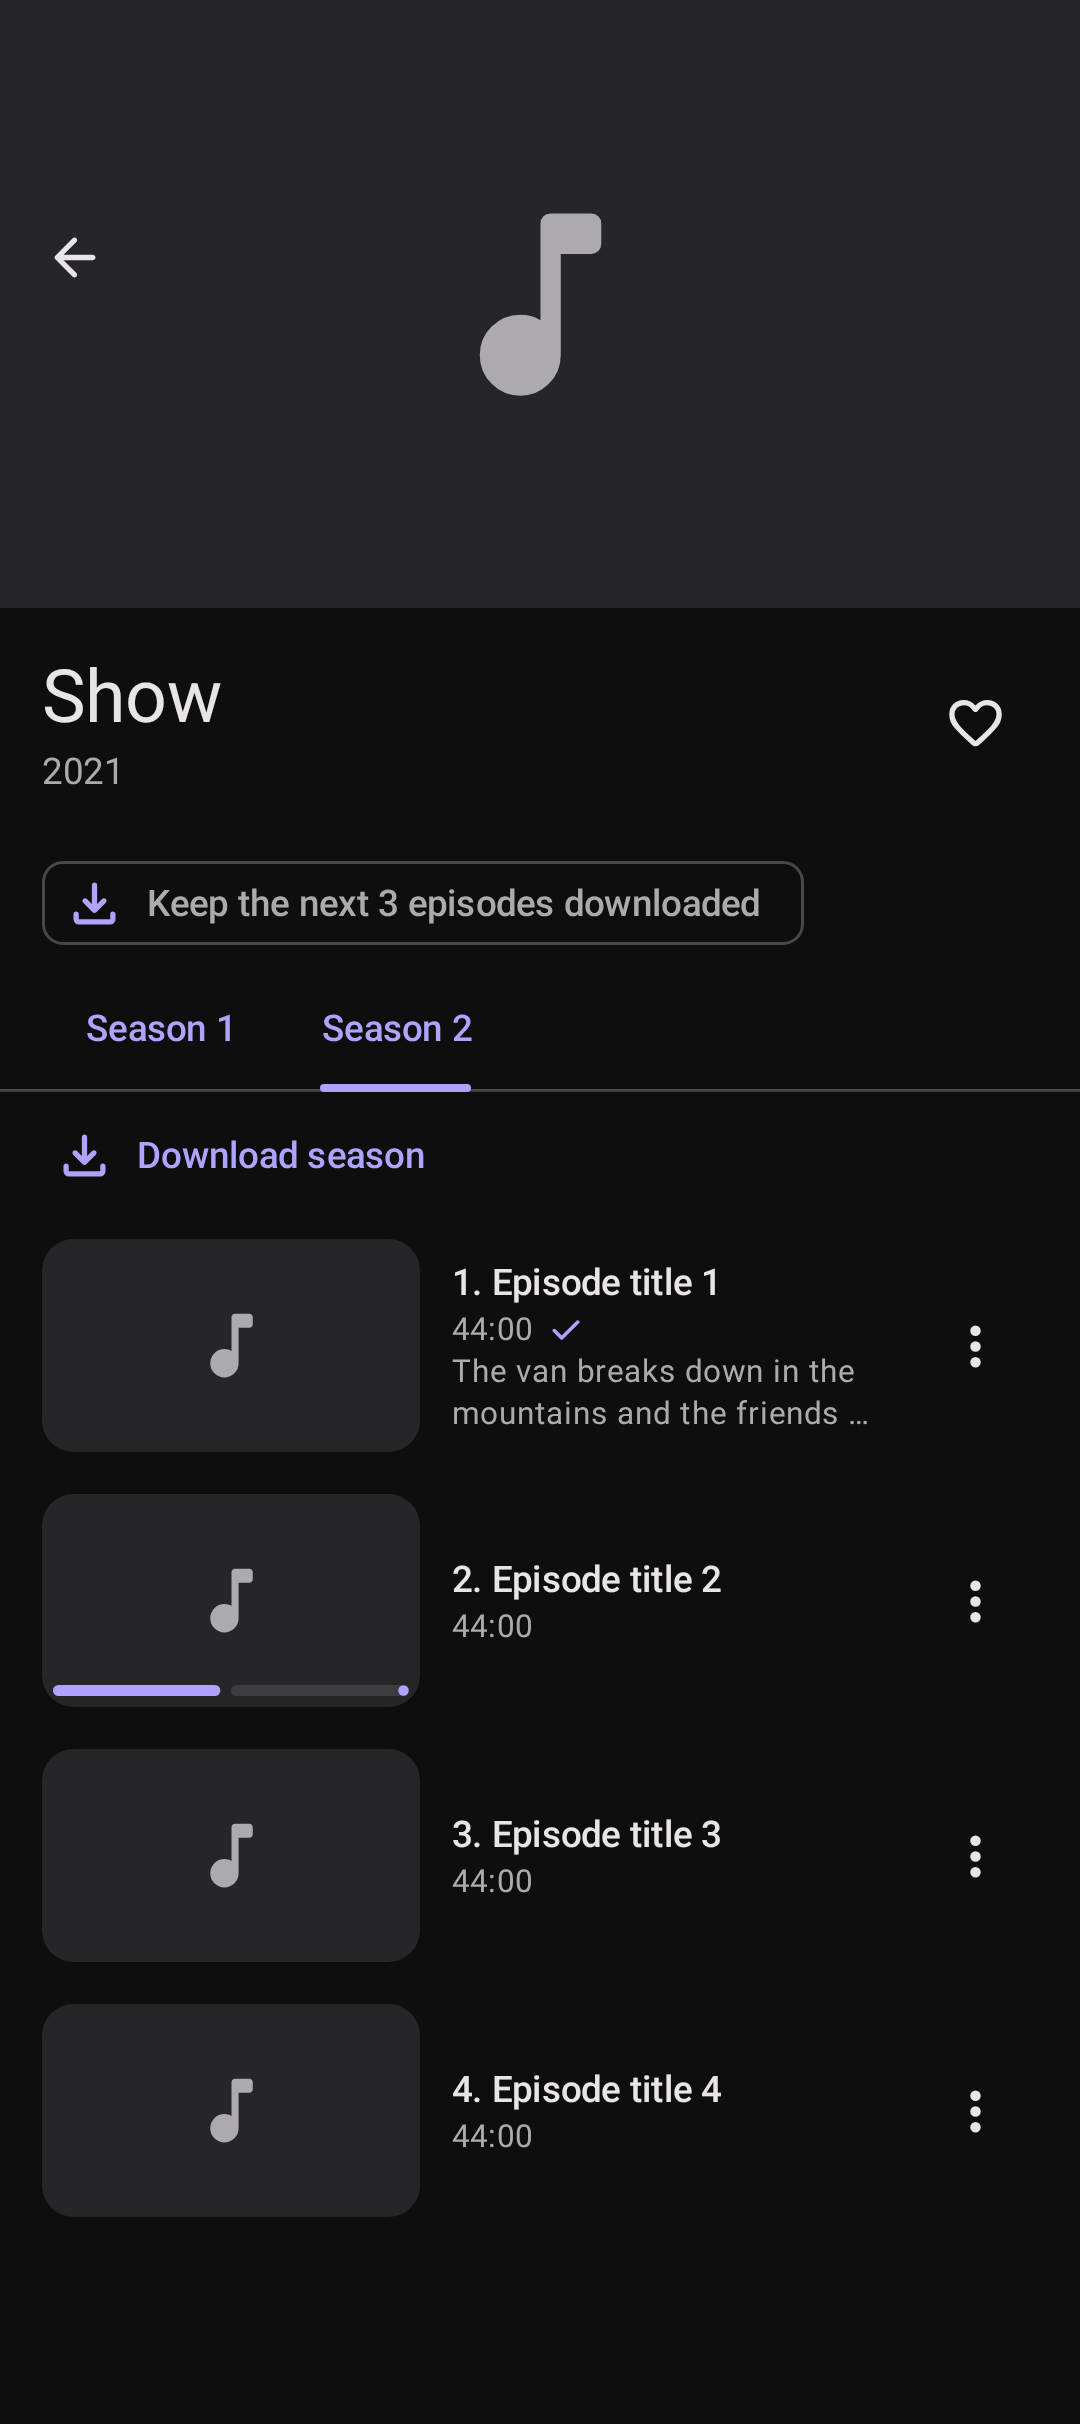 Show
2021
Keep the next 3 episodes downloaded
Season 1
Season 2
Download season
1. Episode title 1
44:00
The van breaks down in the
mountains and the friends …
2. Episode title 2
44:00
3. Episode title 3
44:00
4. Episode title 4
44:00